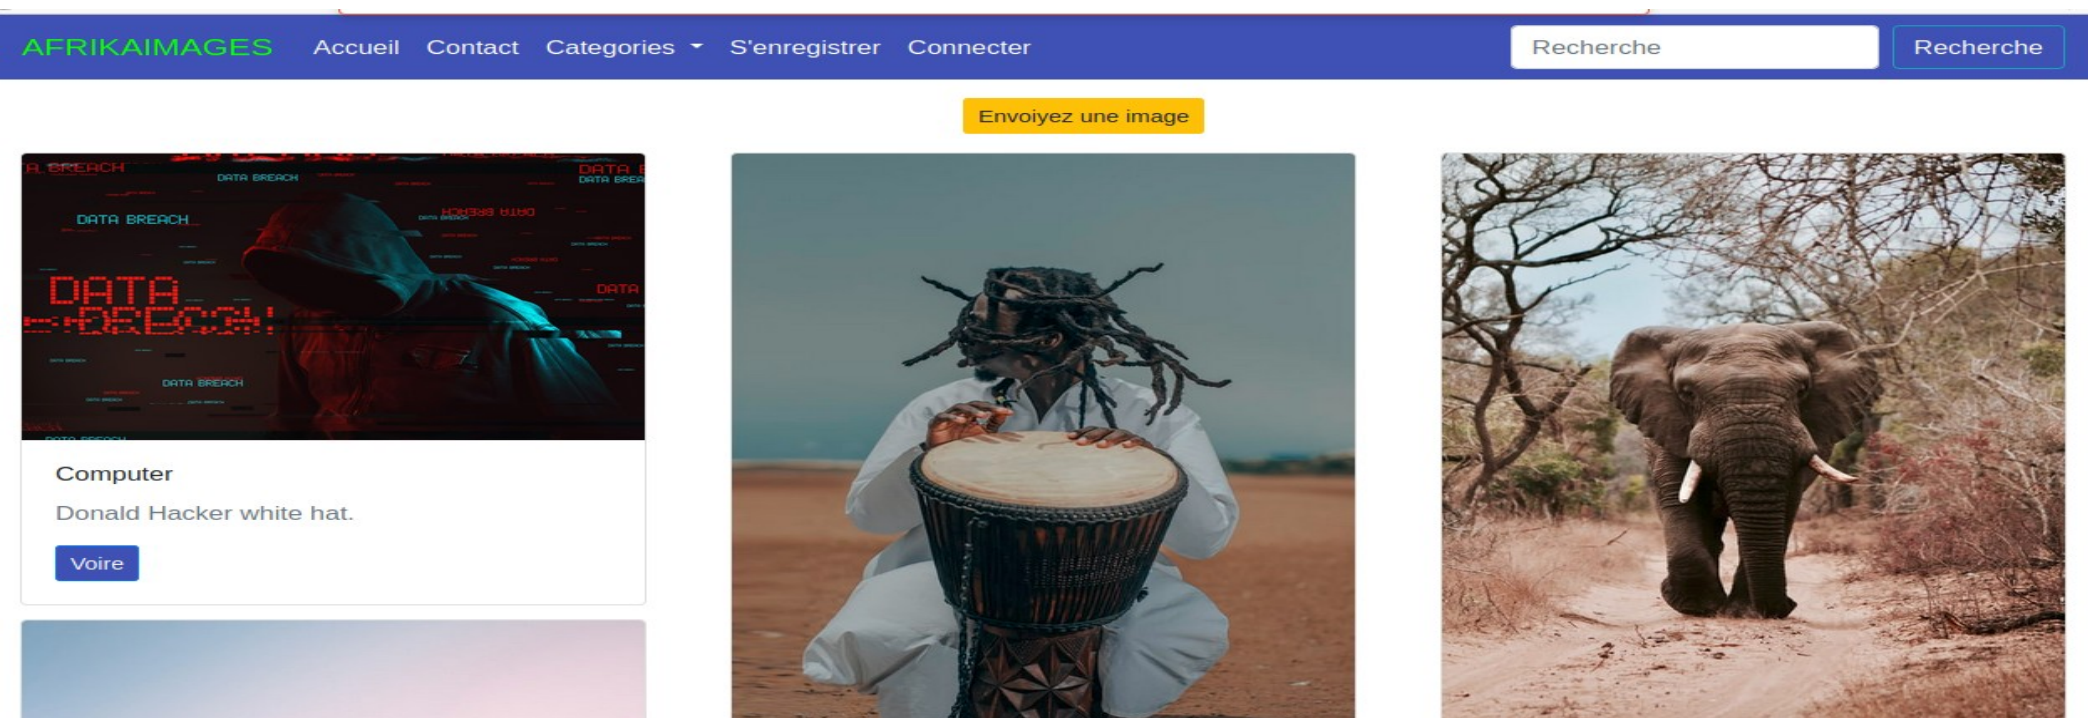 AFRIKAIMAGES Accueil Contact Categories S'enregistrer Connecter Recherche Recherche
Envoiyez une image
A BREACH
DATA BREACH
DATA BREACH
DATA
DATA BREACH
Computer
Donald Hacker white hat.
Voire